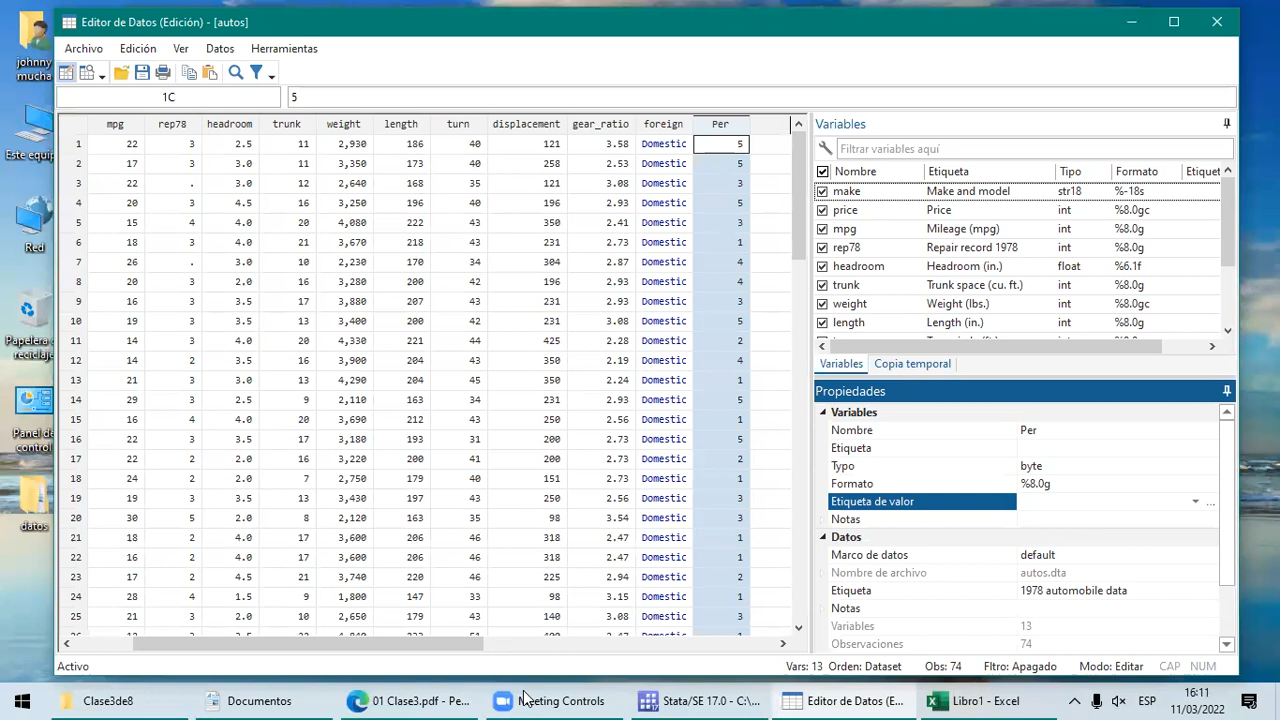 johnny
mucha
Este equipo
Red
Papelera
reciclaje
Panel de
control
datos
Editor de Datos (Edición) - [autos]
Archivo Edición Ver Datos Herramientas
1C 5
mpg rep78 headroom trunk weight length turn displacement gear_ratio foreign Per
1 22 3 2.5 11 2,930 186 40 121 3.58 Domestic 5
2 17 3 3.0 11 3,350 173 40 258 2.53 Domestic 5
3 22 . 3.0 12 2,640 168 35 121 3.08 Domestic 3
4 20 3 4.5 16 3,250 196 40 196 2.93 Domestic 5
5 15 4 4.0 20 4,080 222 43 350 2.41 Domestic 3
6 18 3 4.0 21 3,670 218 43 231 2.73 Domestic 1
7 26 . 3.0 10 2,230 170 34 304 2.87 Domestic 4
8 20 3 2.0 16 3,280 200 42 196 2.93 Domestic 4
9 16 3 3.5 17 3,880 207 43 231 2.93 Domestic 3
10 19 3 3.5 13 3,400 200 42 231 3.08 Domestic 5
11 14 3 4.0 20 4,330 221 44 425 2.28 Domestic 2
12 14 2 3.5 16 3,900 204 43 350 2.19 Domestic 4
13 21 3 3.0 13 4,290 204 45 350 2.24 Domestic 1
14 29 3 2.5 9 2,110 163 34 231 2.93 Domestic 5
15 16 4 4.0 20 3,690 212 43 250 2.56 Domestic 1
16 22 3 3.5 17 3,180 193 31 200 2.73 Domestic 5
17 22 2 2.0 16 3,220 200 41 200 2.73 Domestic 2
18 24 2 2.0 7 2,750 179 40 151 2.73 Domestic 1
19 19 3 3.5 13 3,430 197 43 250 2.56 Domestic 3
20 30 5 2.0 8 2,120 163 35 98 3.54 Domestic 3
21 18 2 4.0 17 3,600 206 46 318 2.47 Domestic 1
22 16 2 4.0 17 3,600 206 46 318 2.47 Domestic 1
23 17 2 4.5 21 3,740 220 46 225 2.94 Domestic 2
24 28 4 1.5 9 1,800 147 33 98 3.15 Domestic 1
25 21 3 2.0 10 2,650 179 43 140 3.08 Domestic 3
Variables
Filtrar variables aquí
Nombre Etiqueta Tipo Formato Etiquet
make Make and model str18 %-18s
price Price int %8.0gc
mpg Mileage (mpg) int %8.0g
rep78 Repair record 1978 int %8.0g
headroom Headroom (in.) float %6.1f
trunk Trunk space (cu. ft.) int %8.0g
weight Weight (lbs.) int %8.0gc
length Length (in.) int %8.0g
Variables Copia temporal
Propiedades
Variables
Nombre Per
Etiqueta
Typo byte
Formato %8.0g
Etiqueta de valor ...
Notas
Datos
Marco de datos default
Nombre de archivo autos.dta
Etiqueta 1978 automobile data
Notas
Variables 13
Observaciones 74
Activo Vars: 13 Orden: Dataset Obs: 74 Fltro: Apagado Modo: Editar CAP NUM
Clase3de8 Documentos 01 Clase3.pdf - Pe... Meeting Controls Stata/SE 17.0 - C:\... Editor de Datos (E... Libro1 - Excel ESP 16:11
11/03/2022